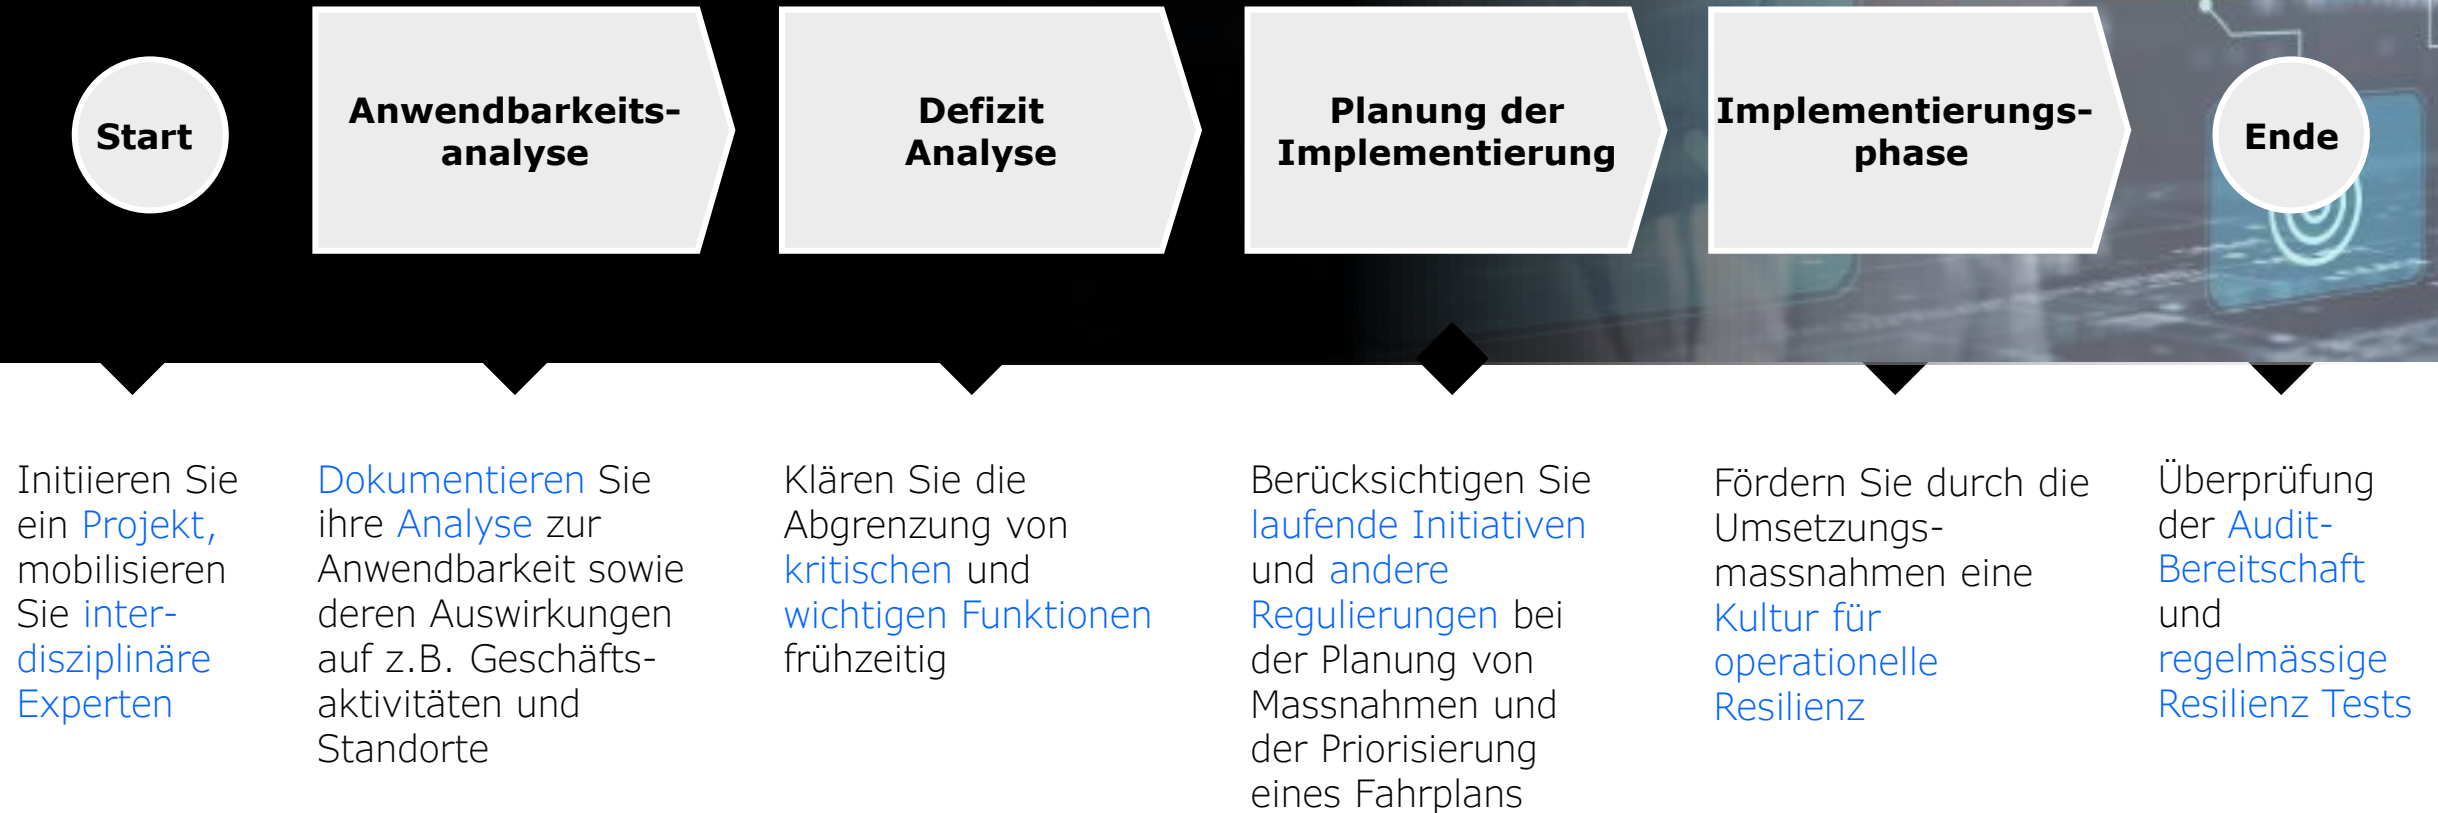 Start
Anwendbarkeits-
analyse
Defizit
Analyse
Planung der
Implementierung
Implementierungs-
phase
Ende
Initiieren Sie
ein Projekt,
mobilisieren
Sie inter-
disziplinäre
Experten
Dokumentieren Sie
ihre Analyse zur
Anwendbarkeit sowie
deren Auswirkungen
auf z.B. Geschäfts-
aktivitäten und
Standorte
Klären Sie die
Abgrenzung von
kritischen und
wichtigen Funktionen
frühzeitig
Berücksichtigen Sie
laufende Initiativen
und andere
Regulierungen bei
der Planung von
Massnahmen und
der Priorisierung
eines Fahrplans
Fördern Sie durch die
Umsetzungs-
massnahmen eine
Kultur für
operationelle
Resilienz
Überprüfung
der Audit-
Bereitschaft
und
regelmässige
Resilienz Tests